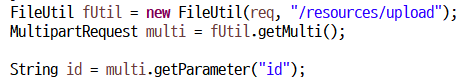 FileUtil fUtil = new FileUtil(req, "/resources/upload");
MultipartRequest multi = fUtil.getMulti();
String id = multi.getParameter("id");